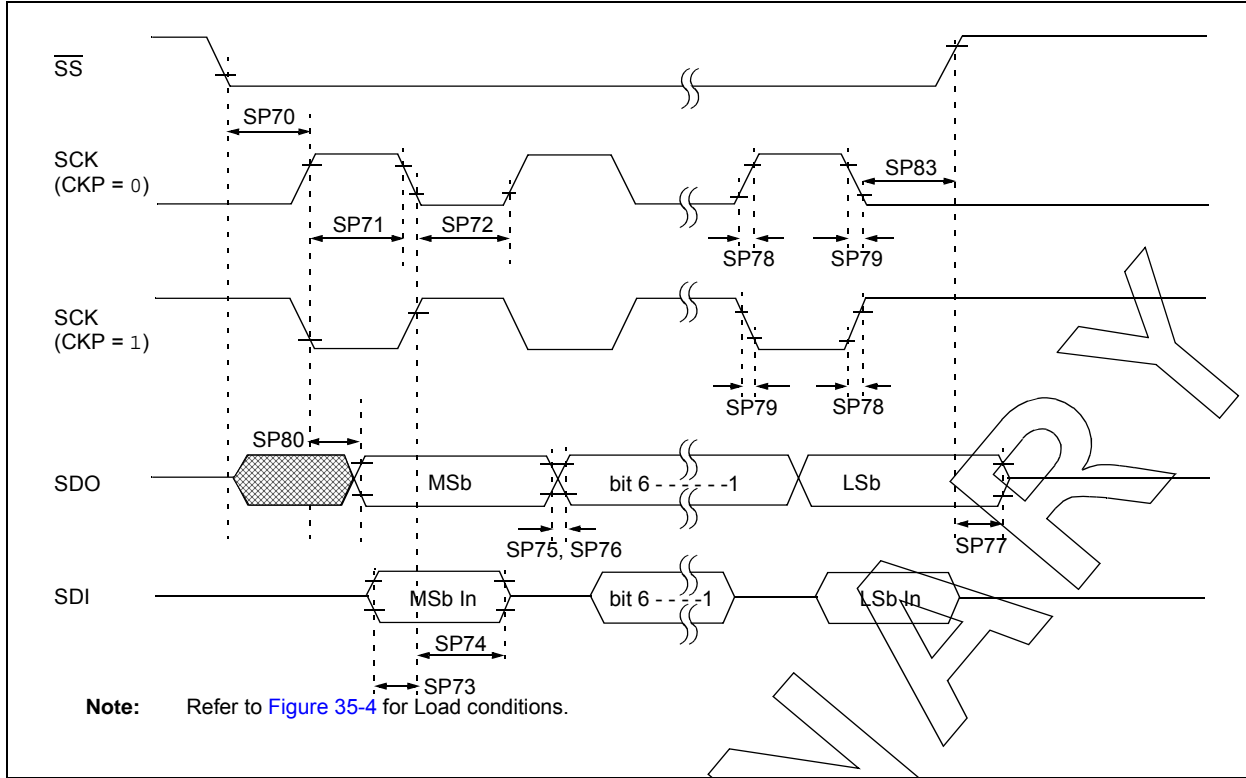 SS
SP70
SCK
(CKP = 0)
SP83
SP71
SP72
SP78
SP79
SCK
(CKP = 1)
SP79
SP78
SP80
SDO
MSb
bit 6 - - - - - -1
LSb
SP75, SP76
SP77
SDI
MSb In
bit 6 - - - -1
LSb In
SP74
SP73
Note: Refer to Figure 35-4 for Load conditions.
V A R Y